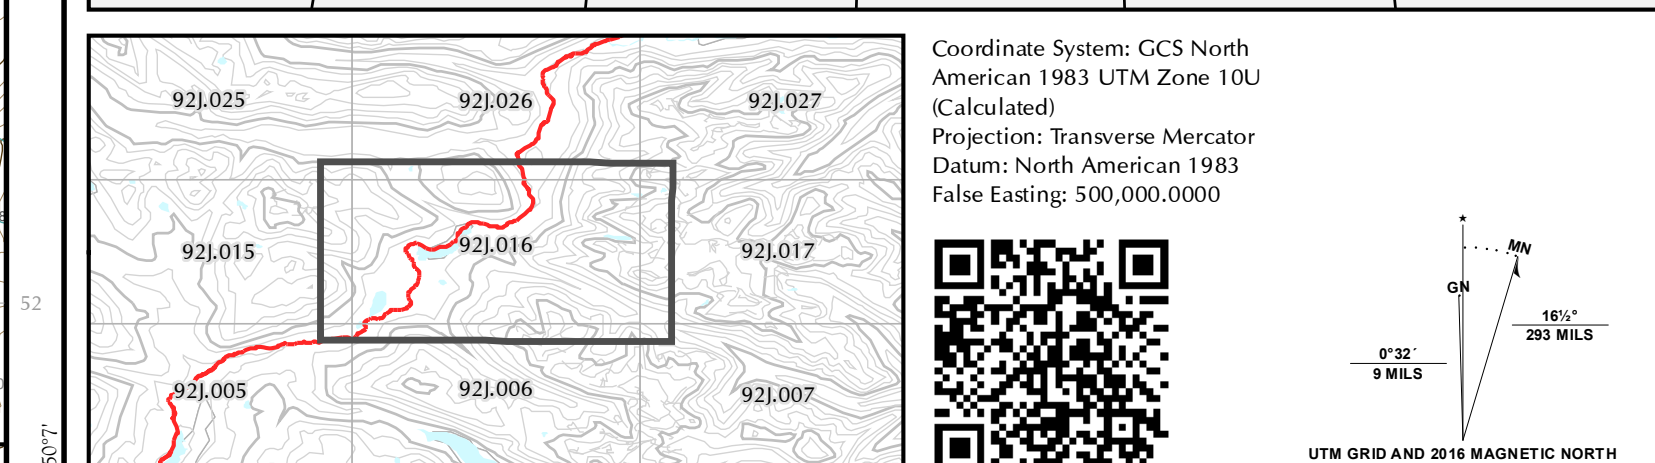 92J.025
92J.026
92J.027
92J.015
92J.016
92J.017
92J.005
92J.006
92J.007
52
50°7'
Coordinate System: GCS North
American 1983 UTM Zone 10U
(Calculated)
Projection: Transverse Mercator
Datum: North American 1983
False Easting: 500,000.0000
MN
GN
16½°
293 MILS
0°32´
9 MILS
UTM GRID AND 2016 MAGNETIC NORTH